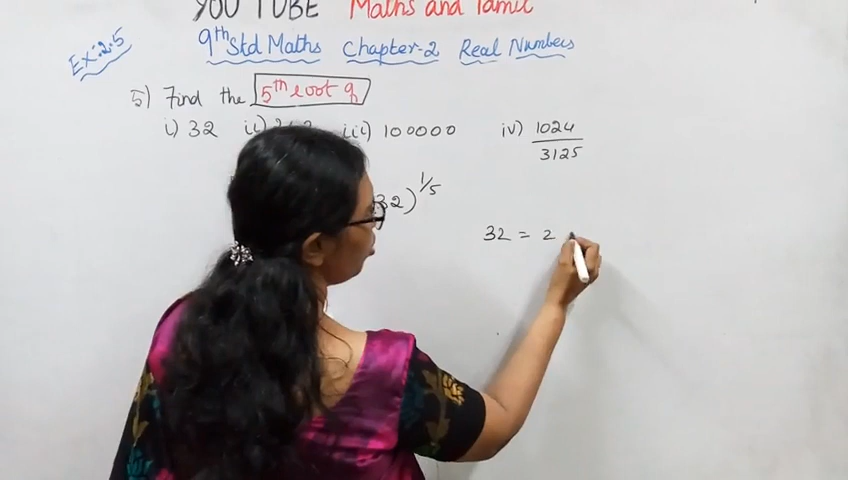 YOU TUBE Maths and Tamil
Ex:2.5 9th Std Maths Chapter-2 Real Numbers
5) Find the 5th root of
i) 32 ii) iii) 100000 iv) 1024/3125
32)^1/5
32 = 2